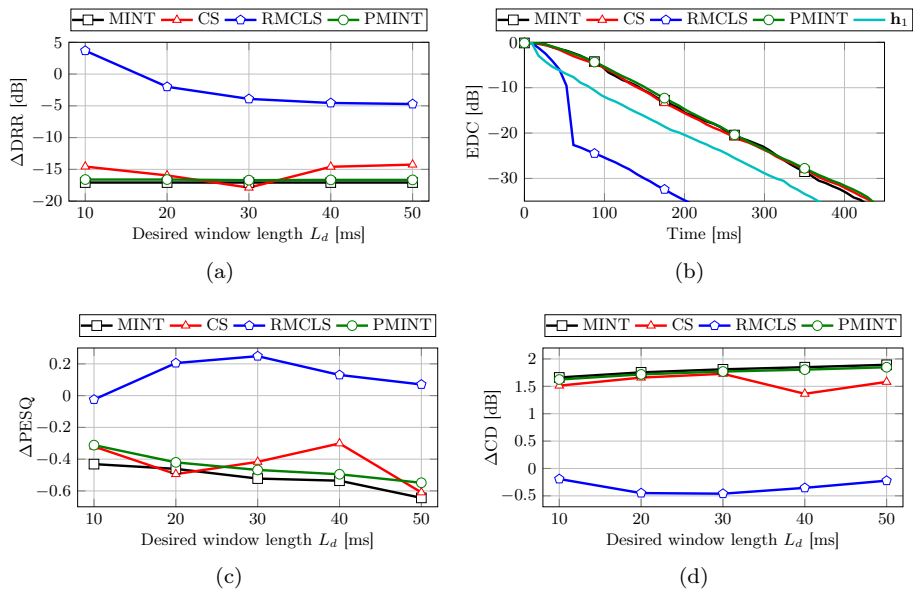 MINT CS RMCLS PMINT
5
0
−5
−10
−15
−20
ΔDRR [dB]
10 20 30 40 50
Desired window length L_d [ms]
(a)
MINT CS RMCLS PMINT h₁
0
−10
−20
−30
EDC [dB]
0 100 200 300 400
Time [ms]
(b)
MINT CS RMCLS PMINT
0.2
0
−0.2
−0.4
−0.6
ΔPESQ
10 20 30 40 50
Desired window length L_d [ms]
(c)
MINT CS RMCLS PMINT
2
1.5
1
0.5
0
−0.5
ΔCD [dB]
10 20 30 40 50
Desired window length L_d [ms]
(d)